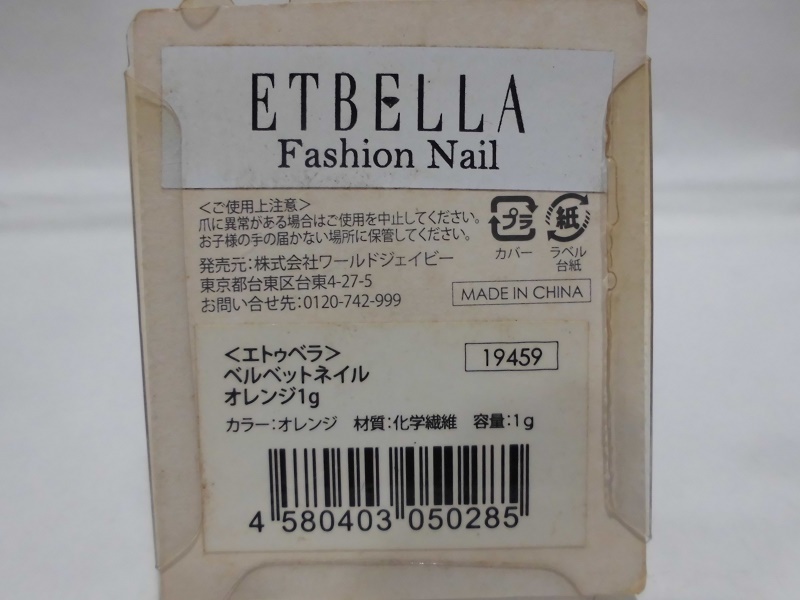 ETBELLA
Fashion Nail
<ご使用上注意>
爪に異常がある場合はご使用を中止してください。
お子様の手の届かない場所に保管してください。
プラ
カバー
紙
ラベル
台紙
発売元:株式会社ワールドジェイビー
東京都台東区台東4-27-5
お問い合せ先:0120-742-999
MADE IN CHINA
<エトゥベラ>
19459
ベルベットネイル
オレンジ1g
カラー:オレンジ 材質:化学繊維 容量:1g
4 580403 050285